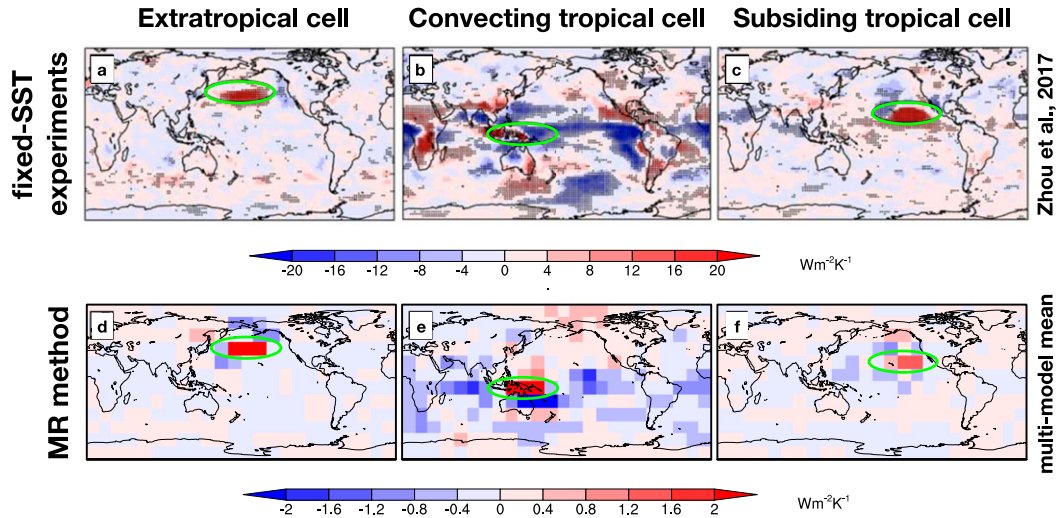 Extratropical cell Convecting tropical cell Subsiding tropical cell
fixed-SST
experiments
a b c
Zhou et al., 2017
-20 -16 -12 -8 -4 0 4 8 12 16 20 Wm-2K-1
MR method
d e f
multi-model mean
-2 -1.6 -1.2 -0.8 -0.4 0 0.4 0.8 1.2 1.6 2 Wm-2K-1